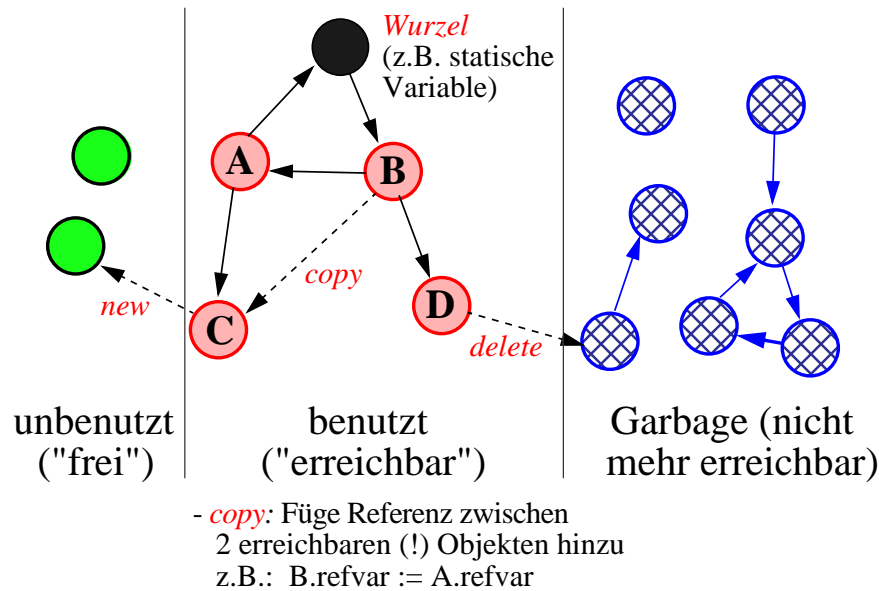 Wurzel
(z.B. statische
Variable)
A
B
copy
new
C
D
delete
unbenutzt
("frei")
benutzt
("erreichbar")
Garbage (nicht
mehr erreichbar)
- copy: Füge Referenz zwischen
2 erreichbaren (!) Objekten hinzu
z.B.: B.refvar := A.refvar